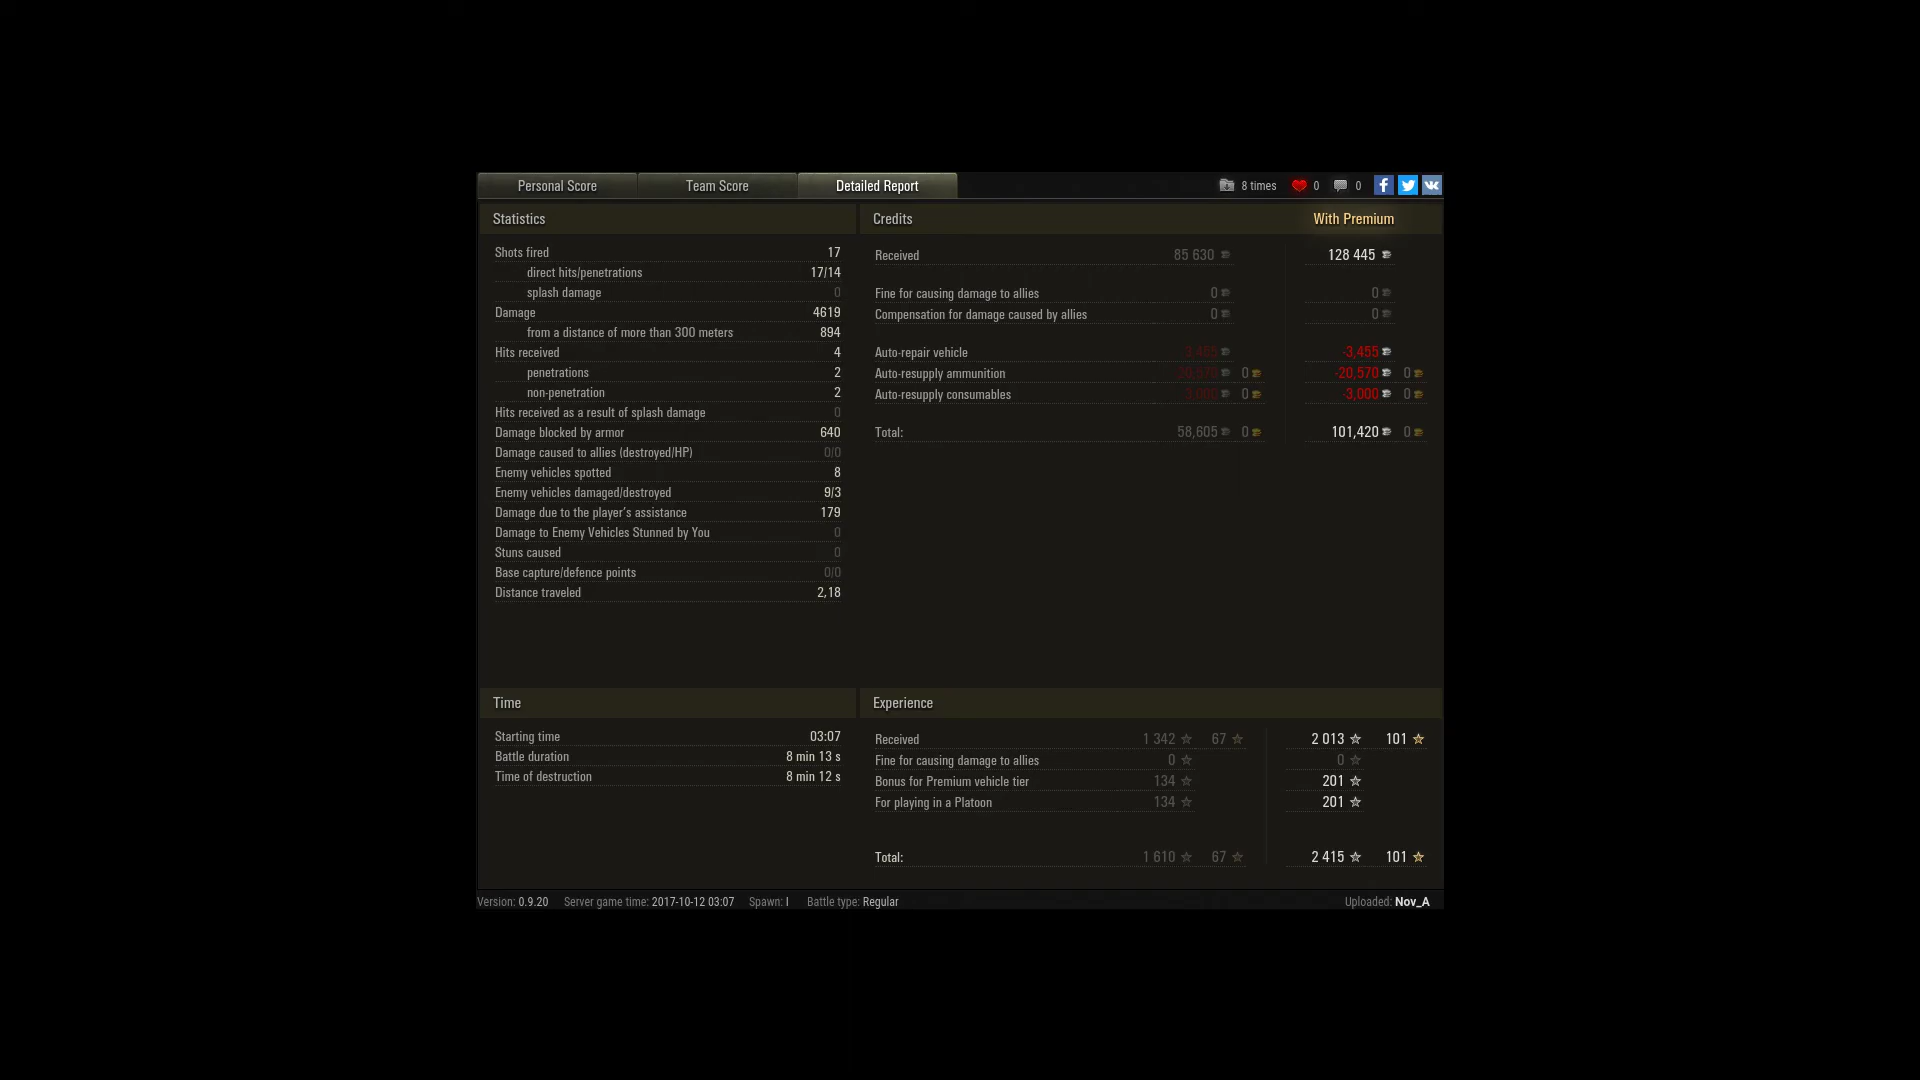 Personal Score Team Score Detailed Report 8 times 0 0
Statistics
Shots fired 17
direct hits/penetrations 17/14
splash damage 0
Damage 4619
from a distance of more than 300 meters 894
Hits received 4
penetrations 2
non-penetration 2
Hits received as a result of splash damage 0
Damage blocked by armor 640
Damage caused to allies (destroyed/HP) 0/0
Enemy vehicles spotted 8
Enemy vehicles damaged/destroyed 9/3
Damage due to the player's assistance 179
Damage to Enemy Vehicles Stunned by You 0
Stuns caused 0
Base capture/defence points 0/0
Distance traveled 2,18
Credits With Premium
Received 85 630 128 445
Fine for causing damage to allies 0 0
Compensation for damage caused by allies 0 0
Auto-repair vehicle -3,455 -3,455
Auto-resupply ammunition -20,570 0 -20,570 0
Auto-resupply consumables -3,000 0 -3,000 0
Total: 58,605 0 101,420 0
Time
Starting time 03:07
Battle duration 8 min 13 s
Time of destruction 8 min 12 s
Experience
Received 1 342 67 2 013 101
Fine for causing damage to allies 0 0
Bonus for Premium vehicle tier 134 201
For playing in a Platoon 134 201
Total: 1 610 67 2 415 101
Version: 0.9.20 Server game time: 2017-10-12 03:07 Spawn: I Battle type: Regular Uploaded: Nov_A